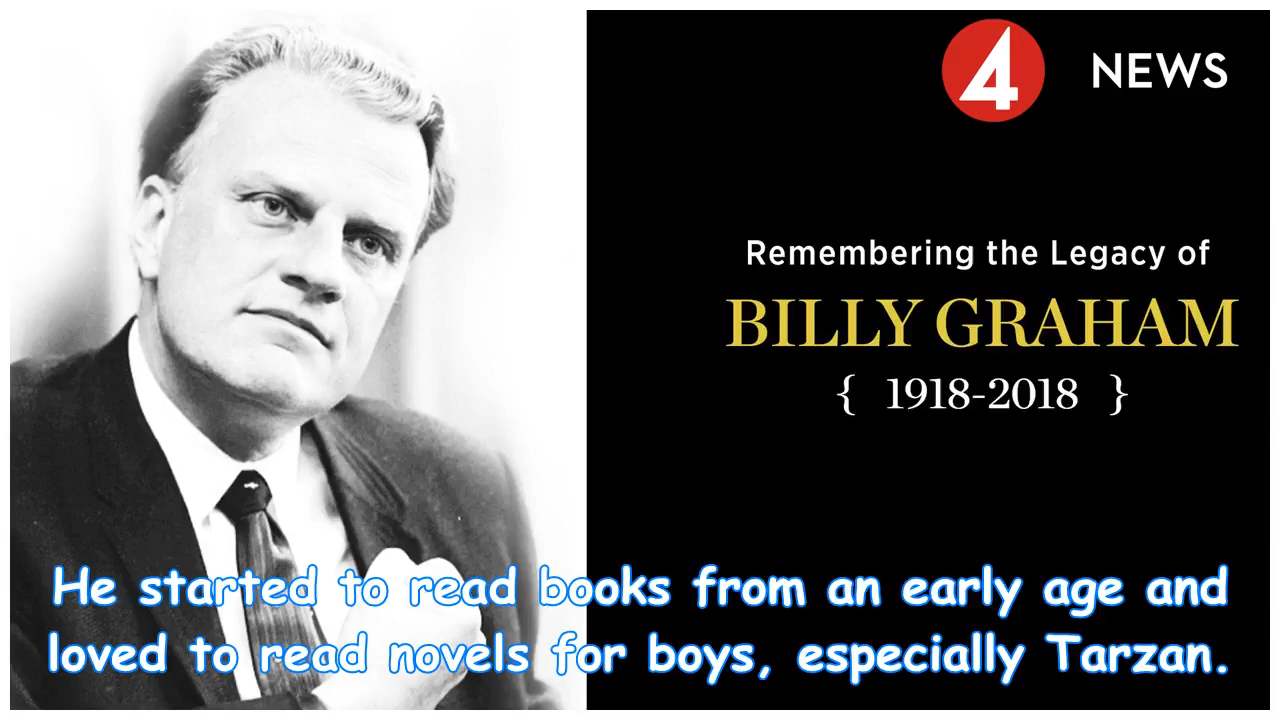 4 NEWS
Remembering the Legacy of
BILLY GRAHAM
{ 1918-2018 }
He started to read books from an early age and
loved to read novels for boys, especially Tarzan.